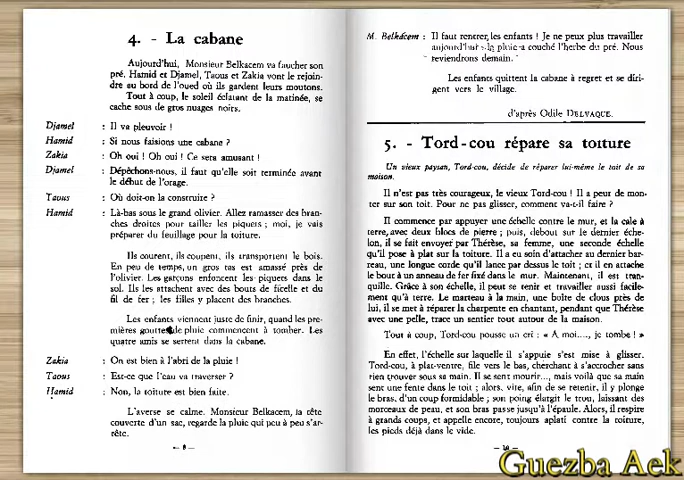 4. - La cabane
Aujourd'hui, Monsieur Belkacem va faucher son
pré. Hamid et Djamel, Taous et Zakia vont le rejoin-
dre au bord de l'oued où ils gardent leurs moutons.
Tout à coup, le soleil éclatant de la matinée, se
cache sous de gros nuages noirs.
Djamel : Il va pleuvoir !
Hamid : Si nous faisions une cabane ?
Zakia : Oh oui ! Oh oui ! Ce sera amusant !
Djamel : Dépêchons-nous, il faut qu'elle soit terminée avant
le début de l'orage.
Taous : Où doit-on la construire ?
Hamid : Là-bas sous le grand olivier. Allez ramasser des bran-
ches droites pour tailler les piquets ; moi, je vais
préparer du feuillage pour la toiture.
Ils courent, ils coupent, ils transportent le bois.
En peu de temps, un gros tas est amassé près de
l'olivier. Les garçons enfoncent les piquets dans le
sol. Ils les attachent avec des bouts de ficelle et du
fil de fer ; les filles y placent des branches.
Les enfants viennent juste de finir, quand les pre-
mières gouttes de pluie commencent à tomber. Les
quatre amis se serrent dans la cabane.
Zakia : On est bien à l'abri de la pluie !
Taous : Est-ce que l'eau va traverser ?
Hamid : Non, la toiture est bien faite.
L'averse se calme. Monsieur Belkacem, la tête
couverte d'un sac, regarde la pluie qui peu à peu s'ar-
rête.
— 8 —
M. Belkacem : Il faut rentrer, les enfants ! Je ne peux plus travailler
aujourd'hui : la pluie a couché l'herbe du pré. Nous
reviendrons demain.
Les enfants quittent la cabane à regret et se diri-
gent vers le village.
d'après Odile DELVAQUE.
5. - Tord-cou répare sa toiture
Un vieux paysan, Tord-cou, décide de réparer lui-même le toit de sa
maison.
Il n'est pas très courageux, le vieux Tord-cou ! Il a peur de mon-
ter sur son toit. Pour ne pas glisser, comment va-t-il faire ?
Il commence par appuyer une échelle contre le mur, et la cale à
terre, avec deux blocs de pierre ; puis, debout sur le dernier éche-
lon, il se fait envoyer par Thérèse, sa femme, une seconde échelle
qu'il pose à plat sur la toiture. Il a eu soin d'attacher au dernier bar-
reau, une longue corde qu'il lance par dessus le toit ; et il en attache
le bout à un anneau de fer fixé dans le mur. Maintenant, il est tran-
quille. Grâce à son échelle, il peut se tenir et travailler aussi facile-
ment qu'à terre. Le marteau à la main, une boîte de clous près de
lui, il se met à réparer la charpente en chantant, pendant que Thérèse
avec une pelle, trace un sentier tout autour de la maison.
Tout à coup, Tord-cou pousse un cri : « A moi...., je tombe ! »
En effet, l'échelle sur laquelle il s'appuie s'est mise à glisser.
Tord-cou, à plat-ventre, file vers le bas, cherchant à s'accrocher sans
rien trouver sous sa main. Il se sent mourir..., mais voilà que sa main
sent une fente dans le toit ; alors, vite, afin de se retenir, il y plonge
le bras, d'un coup formidable ; son poing élargit le trou, laissant des
morceaux de peau, et son bras passe jusqu'à l'épaule. Alors, il respire
à grands coups, et appelle encore, toujours aplati contre la toiture,
les pieds déjà dans le vide.
Guezba Aek